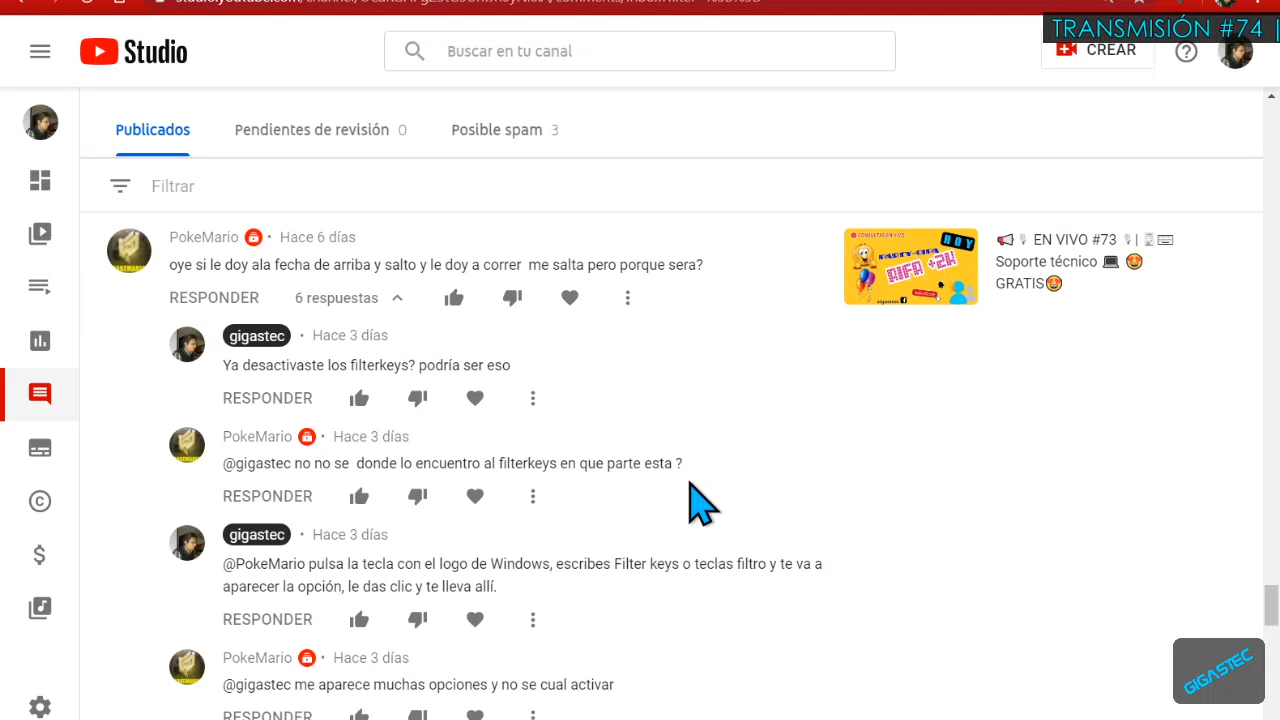 TRANSMISIÓN #74 |
Studio
Buscar en tu canal
CREAR
Publicados
Pendientes de revisión 0
Posible spam 3
Filtrar
PokeMario • Hace 6 días
oye si le doy ala fecha de arriba y salto y le doy a correr me salta pero porque sera?
RESPONDER 6 respuestas
EN VIVO #73 |
Soporte técnico
GRATIS
HOY
RIFA +2K
gigastec • Hace 3 días
Ya desactivaste los filterkeys? podría ser eso
RESPONDER
PokeMario • Hace 3 días
@gigastec no no se donde lo encuentro al filterkeys en que parte esta ?
RESPONDER
gigastec • Hace 3 días
@PokeMario pulsa la tecla con el logo de Windows, escribes Filter keys o teclas filtro y te va a
aparecer la opción, le das clic y te lleva allí.
RESPONDER
PokeMario • Hace 3 días
@gigastec me aparece muchas opciones y no se cual activar
RESPONDER
GIGASTEC